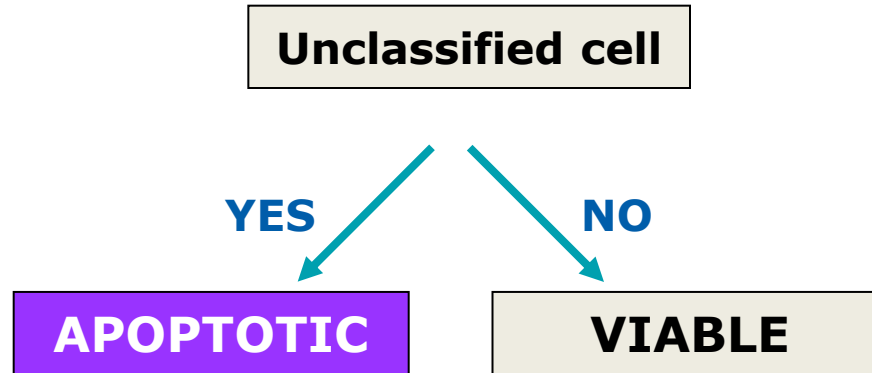 Unclassified cell
YES
NO
APOPTOTIC
VIABLE